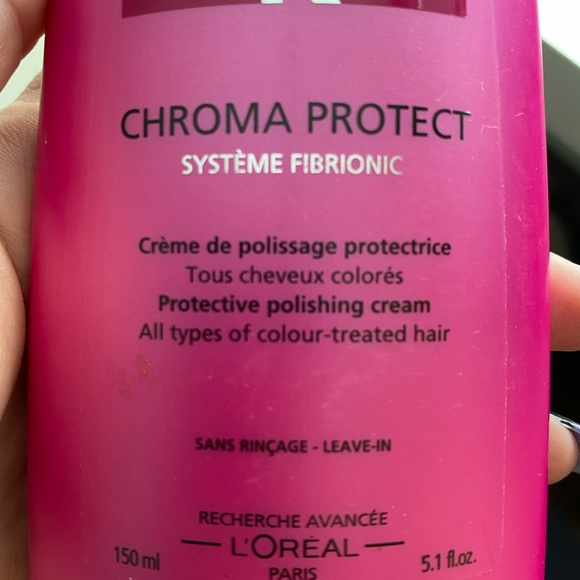 CHROMA PROTECT
SYSTÈME FIBRIONIC
Crème de polissage protectrice
Tous cheveux colorés
Protective polishing cream
All types of colour-treated hair
SANS RINÇAGE - LEAVE-IN
RECHERCHE AVANCÉE
L'ORÉAL
150 ml
5.1 fl.oz.
PARIS